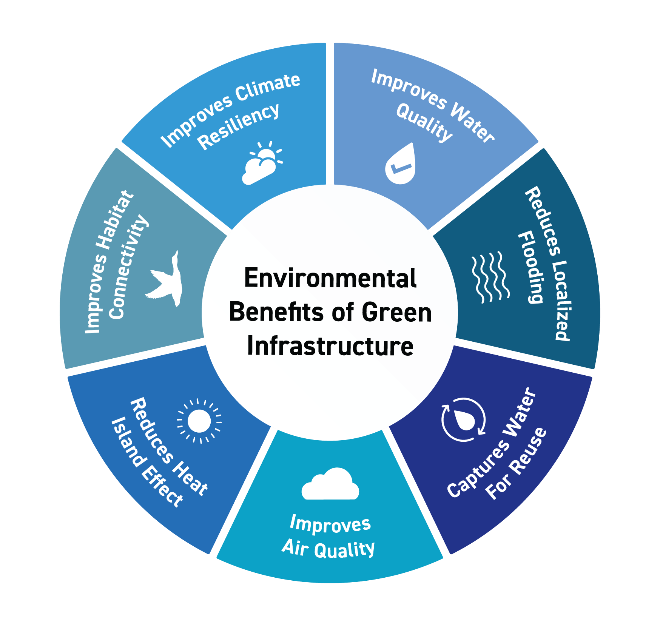 Environmental
Benefits of Green
Infrastructure
Improves Water
Quality
Reduces Localized
Flooding
Captures Water
For Reuse
Improves
Air Quality
Reduces Heat
Island Effect
Improves Habitat
Connectivity
Improves Climate
Resiliency